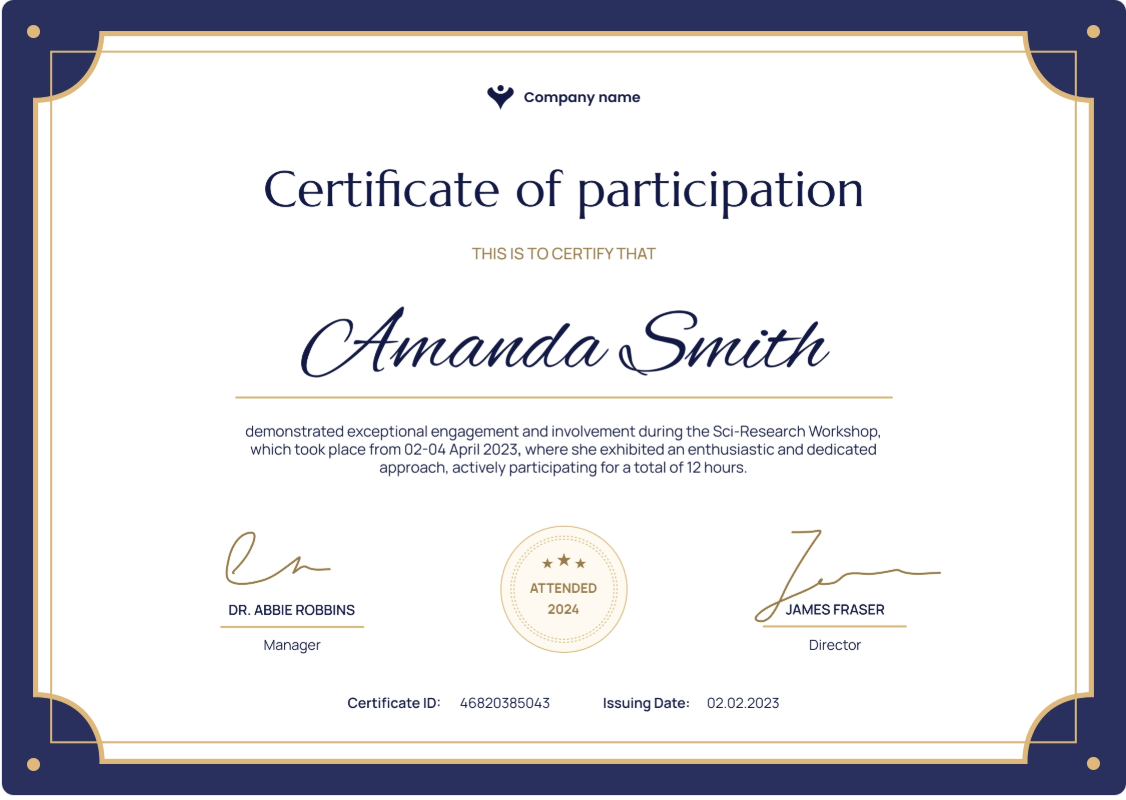 Company name
Certificate of participation
THIS IS TO CERTIFY THAT
Amanda Smith
demonstrated exceptional engagement and involvement during the Sci-Research Workshop,
which took place from 02-04 April 2023, where she exhibited an enthusiastic and dedicated
approach, actively participating for a total of 12 hours.
DR. ABBIE ROBBINS
Manager
ATTENDED
2024
JAMES FRASER
Director
Certificate ID: 46820385043 Issuing Date: 02.02.2023